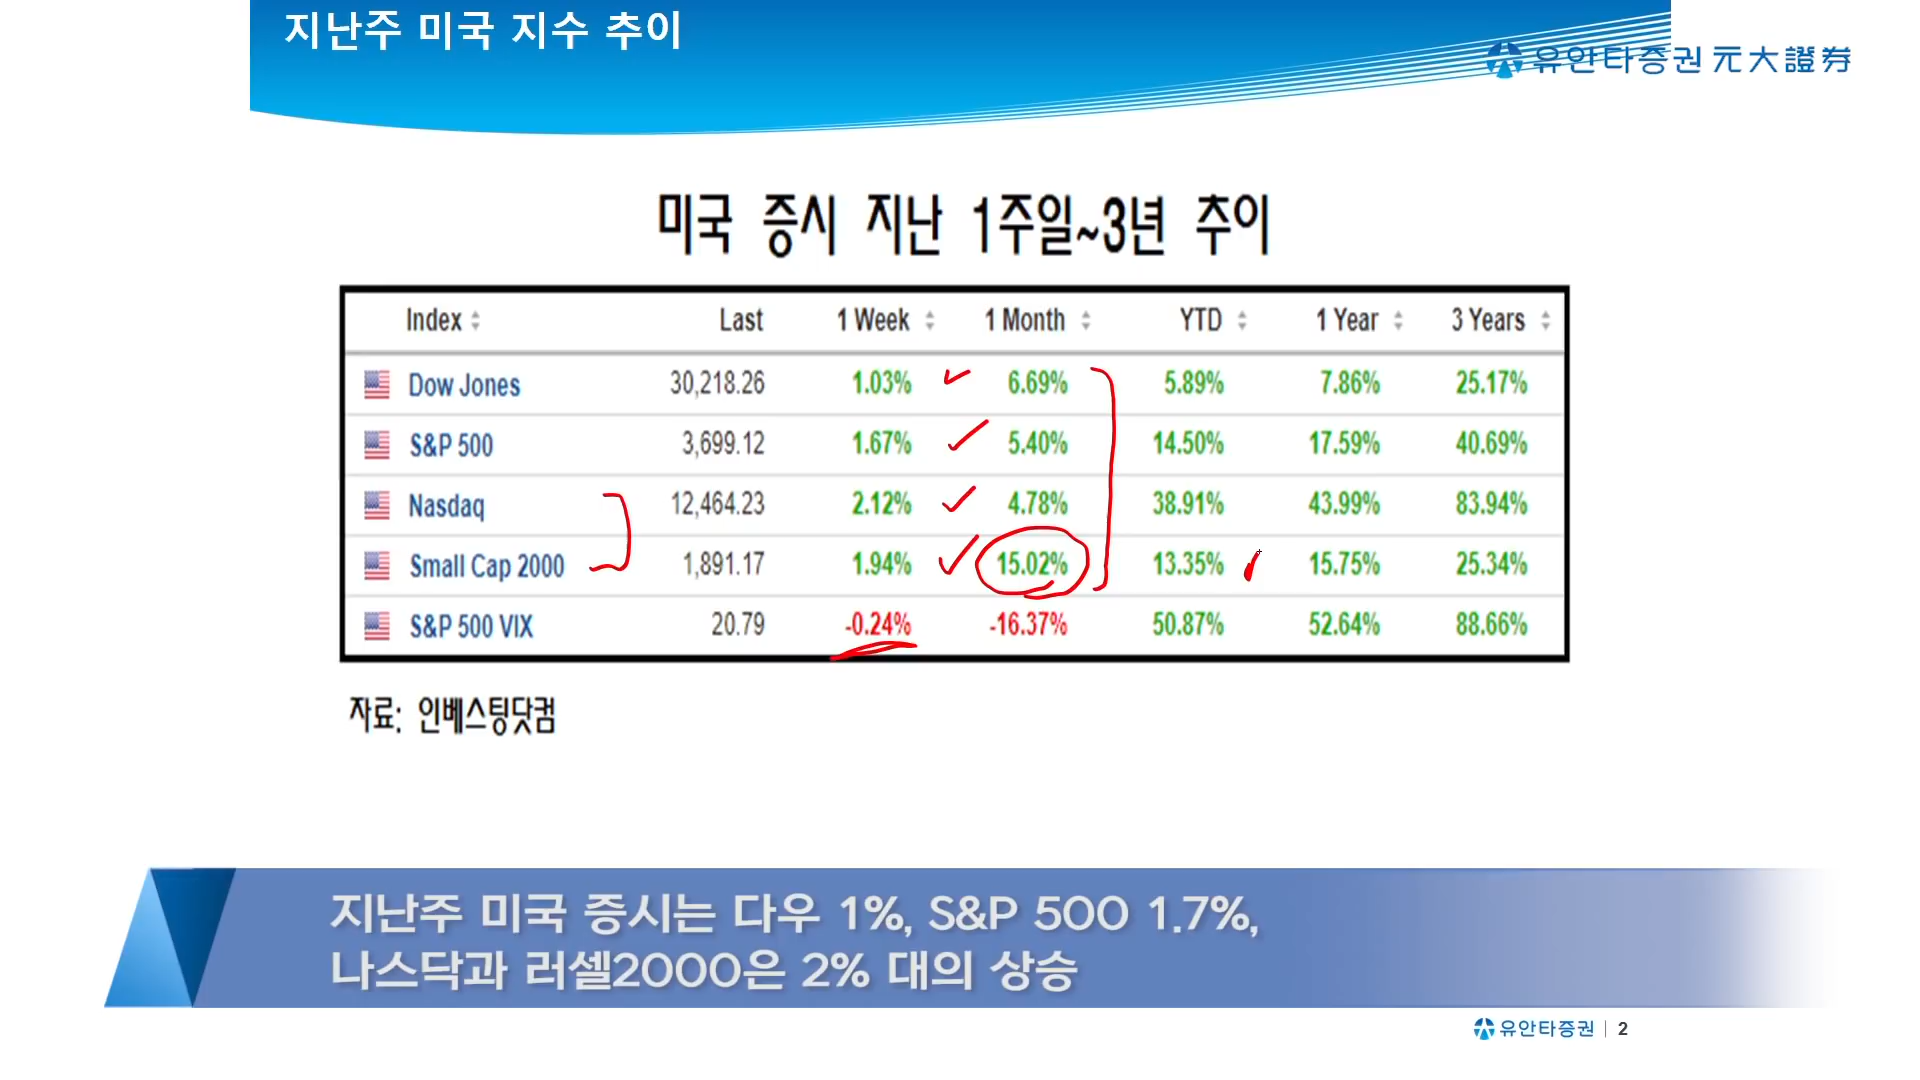 지난주 미국 지수 추이
유안타증권 元大證券
미국 증시 지난 1주일~3년 추이
Index Last 1 Week 1 Month YTD 1 Year 3 Years
Dow Jones 30,218.26 1.03% 6.69% 5.89% 7.86% 25.17%
S&P 500 3,699.12 1.67% 5.40% 14.50% 17.59% 40.69%
Nasdaq 12,464.23 2.12% 4.78% 38.91% 43.99% 83.94%
Small Cap 2000 1,891.17 1.94% 15.02% 13.35% 15.75% 25.34%
S&P 500 VIX 20.79 -0.24% -16.37% 50.87% 52.64% 88.66%
자료: 인베스팅닷컴
지난주 미국 증시는 다우 1%, S&P 500 1.7%,
나스닥과 러셀2000은 2% 대의 상승
유안타증권 | 2